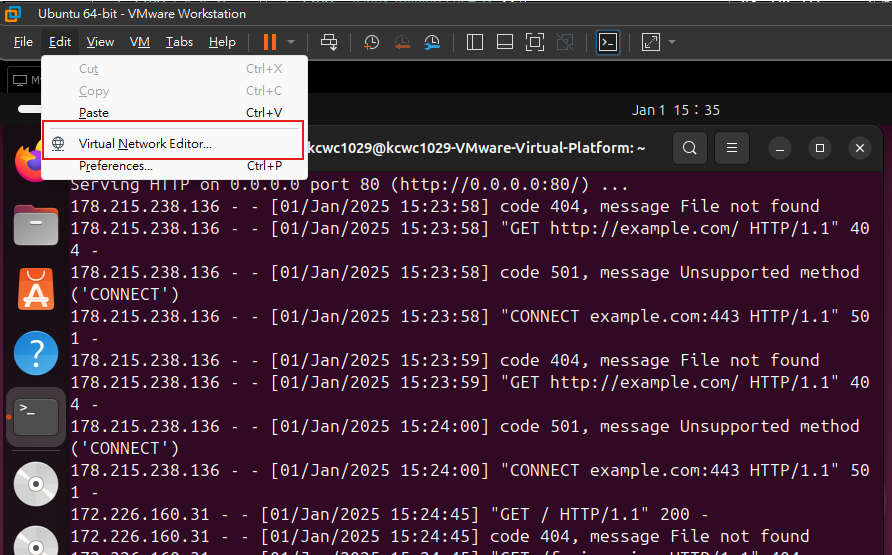 Ubuntu 64-bit - VMware Workstation
File Edit View VM Tabs Help
Cut Ctrl+X
Copy Ctrl+C
Paste Ctrl+V
Virtual Network Editor...
Preferences... Ctrl+P
Jan 1 15：35
kcwc1029@kcwc1029-VMware-Virtual-Platform: ~
Serving HTTP on 0.0.0.0 port 80 (http://0.0.0.0:80/) ...
178.215.238.136 - - [01/Jan/2025 15:23:58] code 404, message File not found
178.215.238.136 - - [01/Jan/2025 15:23:58] "GET http://example.com/ HTTP/1.1" 40
4 -
178.215.238.136 - - [01/Jan/2025 15:23:58] code 501, message Unsupported method
('CONNECT')
178.215.238.136 - - [01/Jan/2025 15:23:58] "CONNECT example.com:443 HTTP/1.1" 50
1 -
178.215.238.136 - - [01/Jan/2025 15:23:59] code 404, message File not found
178.215.238.136 - - [01/Jan/2025 15:23:59] "GET http://example.com/ HTTP/1.1" 40
4 -
178.215.238.136 - - [01/Jan/2025 15:24:00] code 501, message Unsupported method
('CONNECT')
178.215.238.136 - - [01/Jan/2025 15:24:00] "CONNECT example.com:443 HTTP/1.1" 50
1 -
172.226.160.31 - - [01/Jan/2025 15:24:45] "GET / HTTP/1.1" 200 -
172.226.160.31 - - [01/Jan/2025 15:24:45] code 404, message File not found